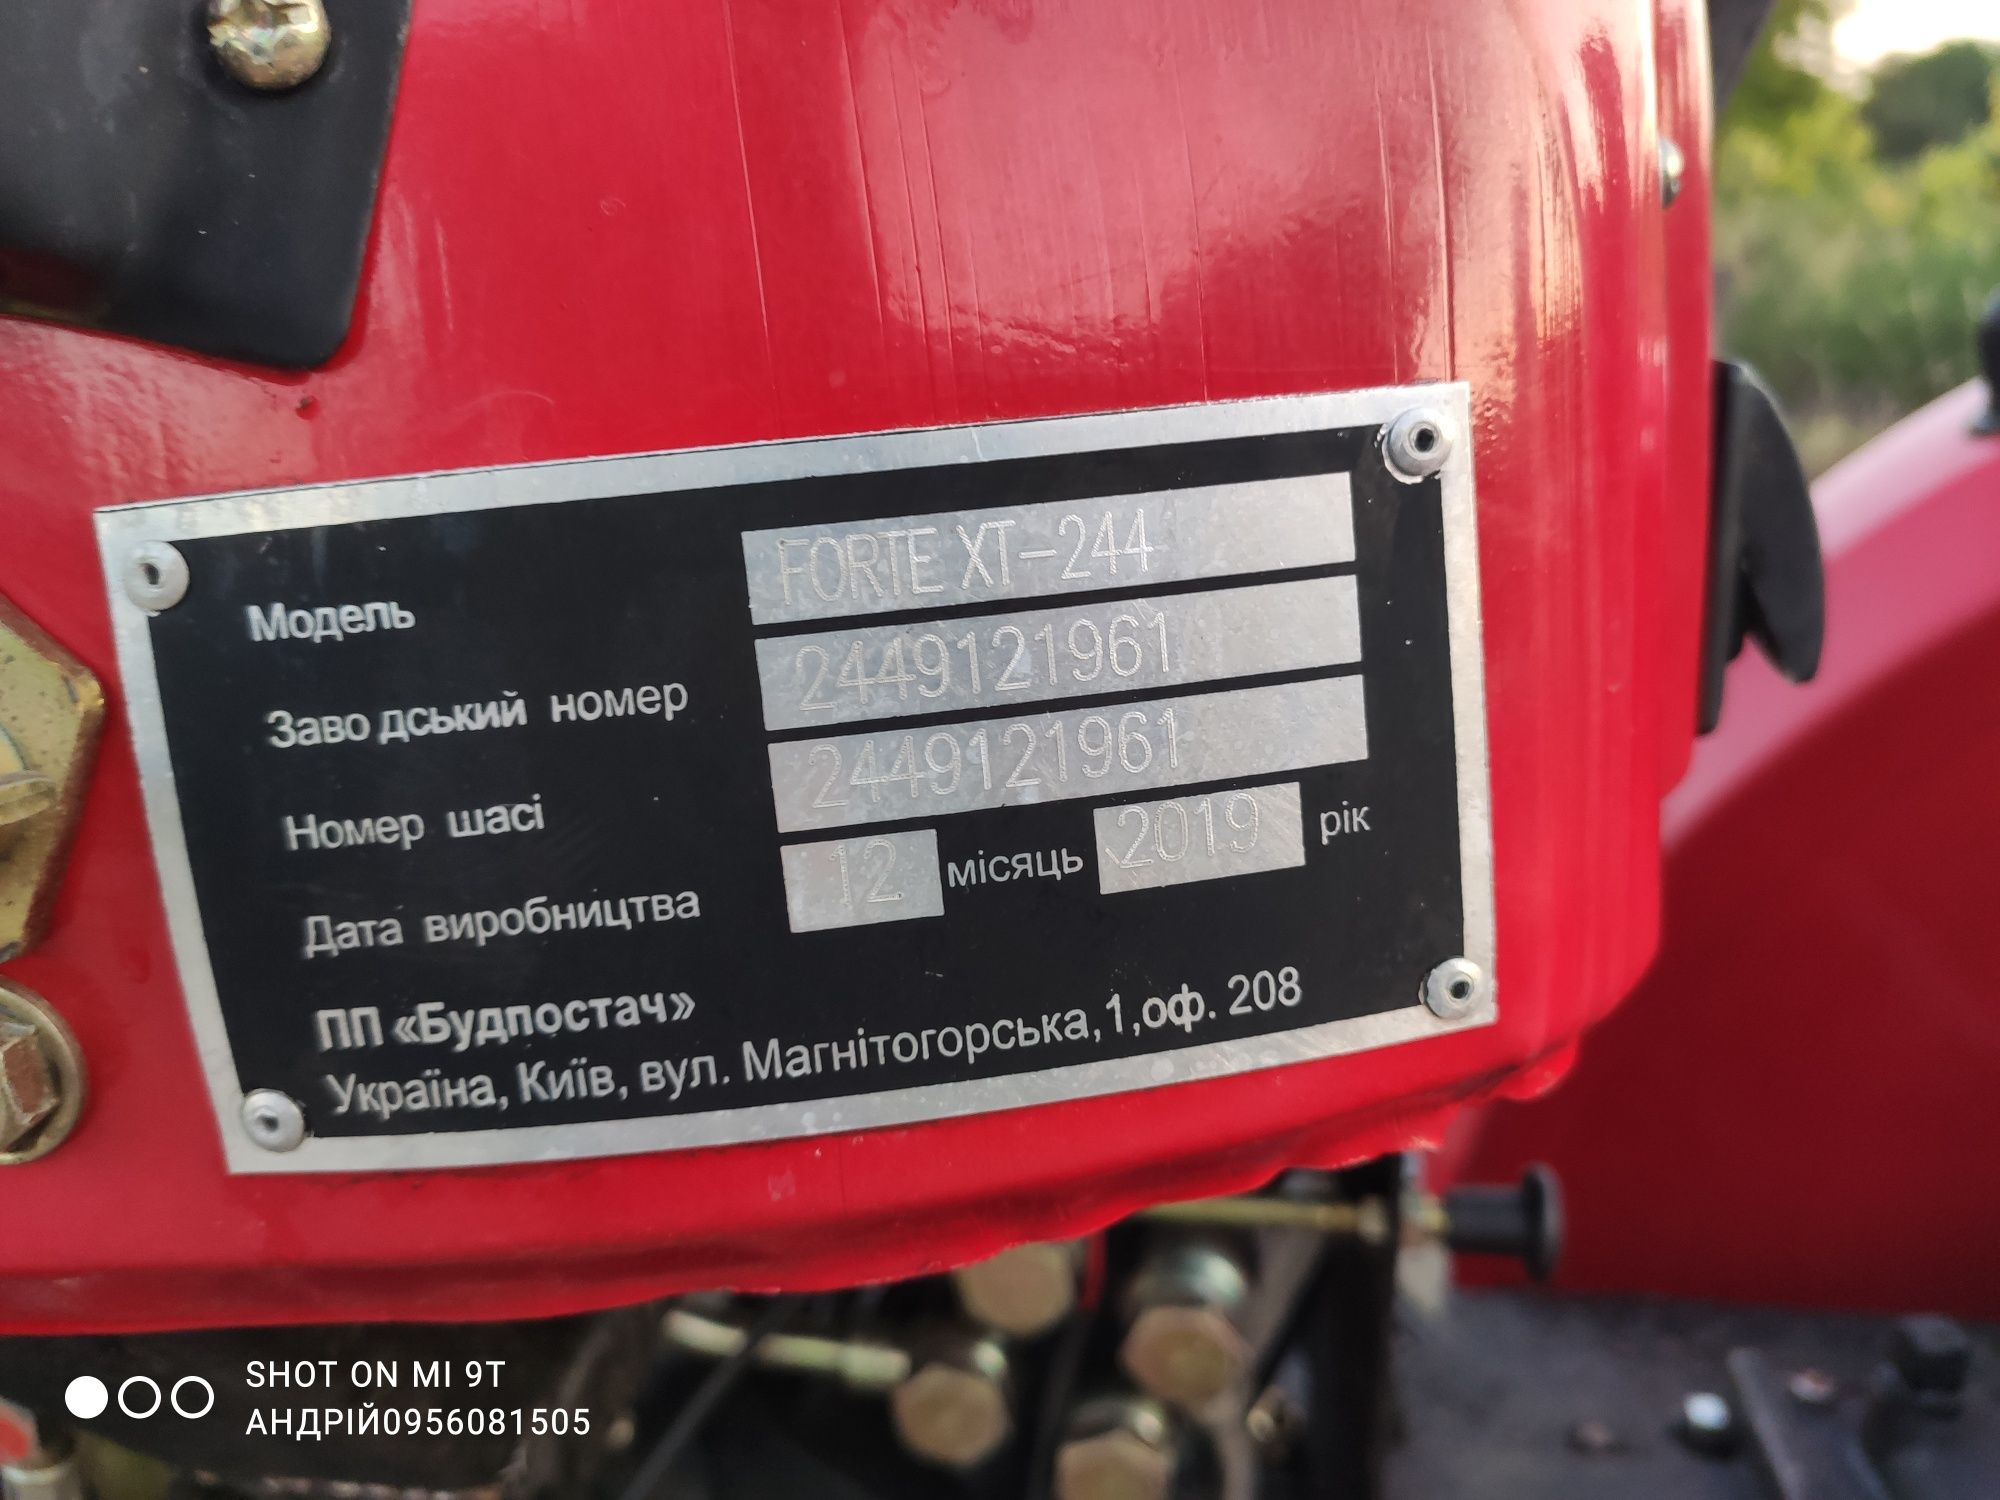 Модель FORTE XT-244
Заводський номер 2449121961
Номер шасі 2449121961
Дата виробництва 12 місяць 2019 рік
ПП «Будпостач»
Україна, Київ, вул. Магнітогорська,1,оф. 208
SHOT ON MI 9T
АНДРІЙ0956081505